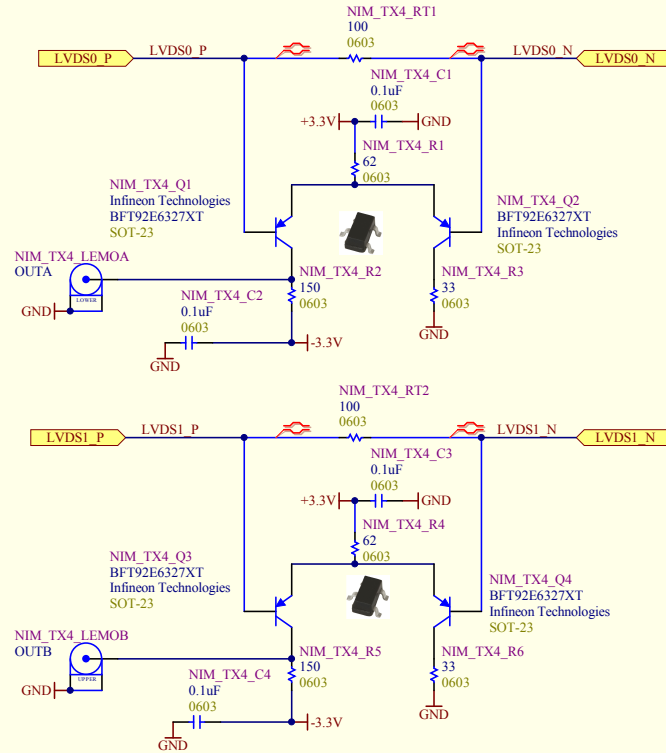 NIM_TX4_RT1
100
0603
LVDS0_P
LVDS0_P
LVDS0_N
LVDS0_N
NIM_TX4_C1
0.1uF
0603
+3.3V
GND
NIM_TX4_R1
62
0603
NIM_TX4_Q1
Infineon Technologies
BFT92E6327XT
SOT-23
NIM_TX4_Q2
BFT92E6327XT
Infineon Technologies
SOT-23
NIM_TX4_LEMOA
OUTA
LOWER
GND
NIM_TX4_R2
150
0603
NIM_TX4_R3
33
0603
GND
NIM_TX4_C2
0.1uF
0603
GND
-3.3V
NIM_TX4_RT2
100
0603
LVDS1_P
LVDS1_P
LVDS1_N
LVDS1_N
NIM_TX4_C3
0.1uF
0603
+3.3V
GND
NIM_TX4_R4
62
0603
NIM_TX4_Q3
BFT92E6327XT
Infineon Technologies
SOT-23
NIM_TX4_Q4
BFT92E6327XT
Infineon Technologies
SOT-23
NIM_TX4_LEMOB
OUTB
UPPER
GND
NIM_TX4_R5
150
0603
NIM_TX4_R6
33
0603
GND
NIM_TX4_C4
0.1uF
0603
GND
-3.3V